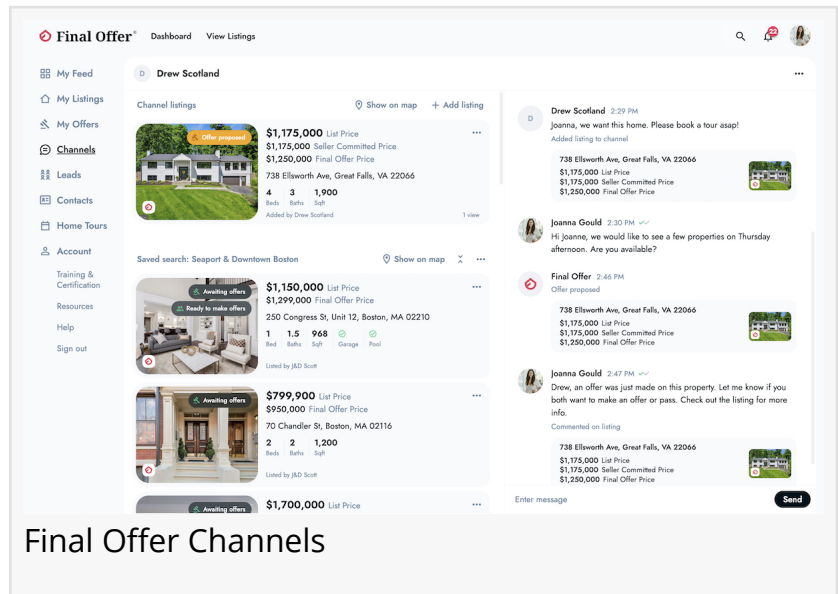 Final Offer®
Dashboard
View Listings
22
My Feed
My Listings
My Offers
Channels
Leads
Contacts
Home Tours
Account
Training &
Certification
Resources
Help
Sign out
D
Drew Scotland
Channel listings
Show on map
+ Add listing
Offer proposed
$1,175,000 List Price
$1,175,000 Seller Committed Price
$1,250,000 Final Offer Price
738 Ellsworth Ave, Great Falls, VA 22066
4 3 1,900
Beds Baths Sqft
Added by Drew Scotland
1 view
Saved search: Seaport & Downtown Boston
Show on map
Awaiting offers
Ready to make offers
$1,150,000 List Price
$1,299,000 Final Offer Price
250 Congress St, Unit 12, Boston, MA 02210
1 1.5 968
Bed Baths Sqft Garage Pool
Listed by J&D Scott
Awaiting offers
$799,900 List Price
$950,000 Final Offer Price
70 Chandler St, Boston, MA 02116
2 2 1,200
Beds Baths Sqft
Listed by J&D Scott
Awaiting offers
$1,700,000 List Price
D
Drew Scotland 2:29 PM
Joanna, we want this home. Please book a tour asap!
Added listing to channel
738 Ellsworth Ave, Great Falls, VA 22066
$1,175,000 List Price
$1,175,000 Seller Committed Price
$1,250,000 Final Offer Price
Joanna Gould 2:30 PM
Hi Joanne, we would like to see a few properties on Thursday
afternoon. Are you available?
Final Offer 2:46 PM
Offer proposed
738 Ellsworth Ave, Great Falls, VA 22066
$1,175,000 List Price
$1,175,000 Seller Committed Price
$1,250,000 Final Offer Price
Joanna Gould 2:47 PM
Drew, an offer was just made on this property. Let me know if you
both want to make an offer or pass. Check out the listing for more
info.
Commented on listing
738 Ellsworth Ave, Great Falls, VA 22066
$1,175,000 List Price
$1,175,000 Seller Committed Price
$1,250,000 Final Offer Price
Enter message
Send
Final Offer Channels